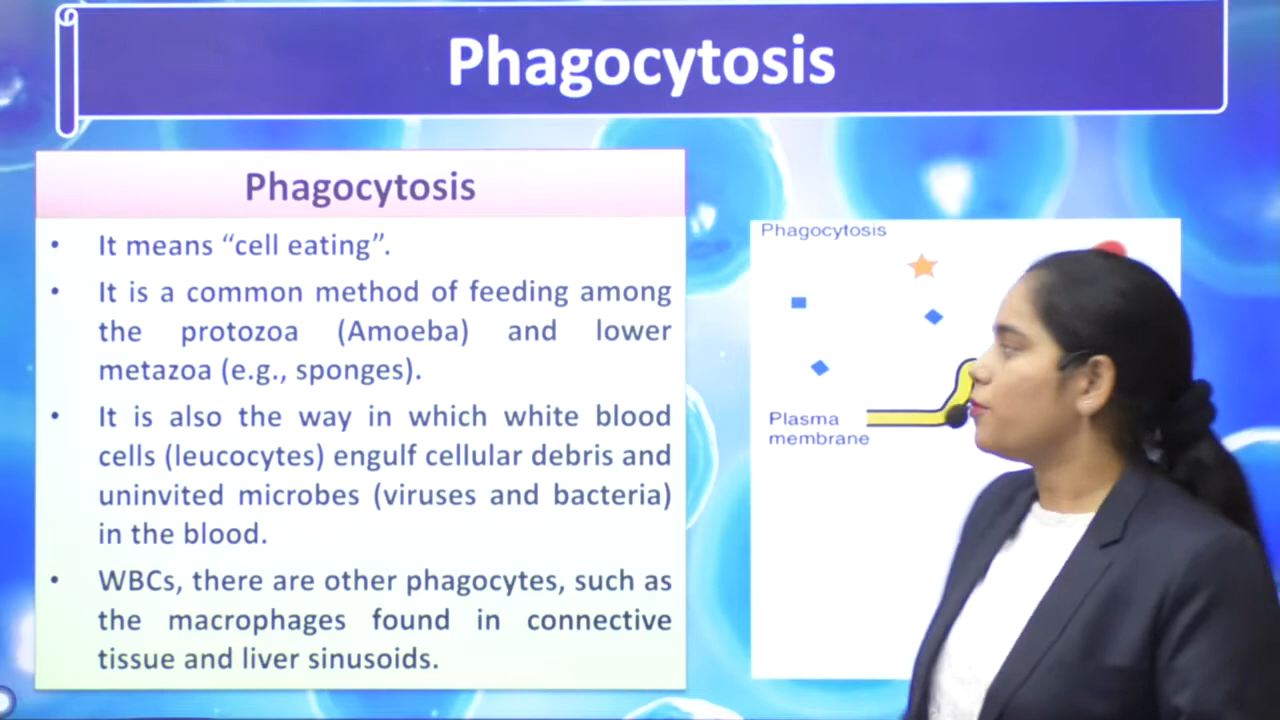 Phagocytosis
Phagocytosis
• It means “cell eating”.
• It is a common method of feeding among
the protozoa (Amoeba) and lower
metazoa (e.g., sponges).
• It is also the way in which white blood
cells (leucocytes) engulf cellular debris and
uninvited microbes (viruses and bacteria)
in the blood.
• WBCs, there are other phagocytes, such as
the macrophages found in connective
tissue and liver sinusoids.
Phagocytosis
Plasma
membrane